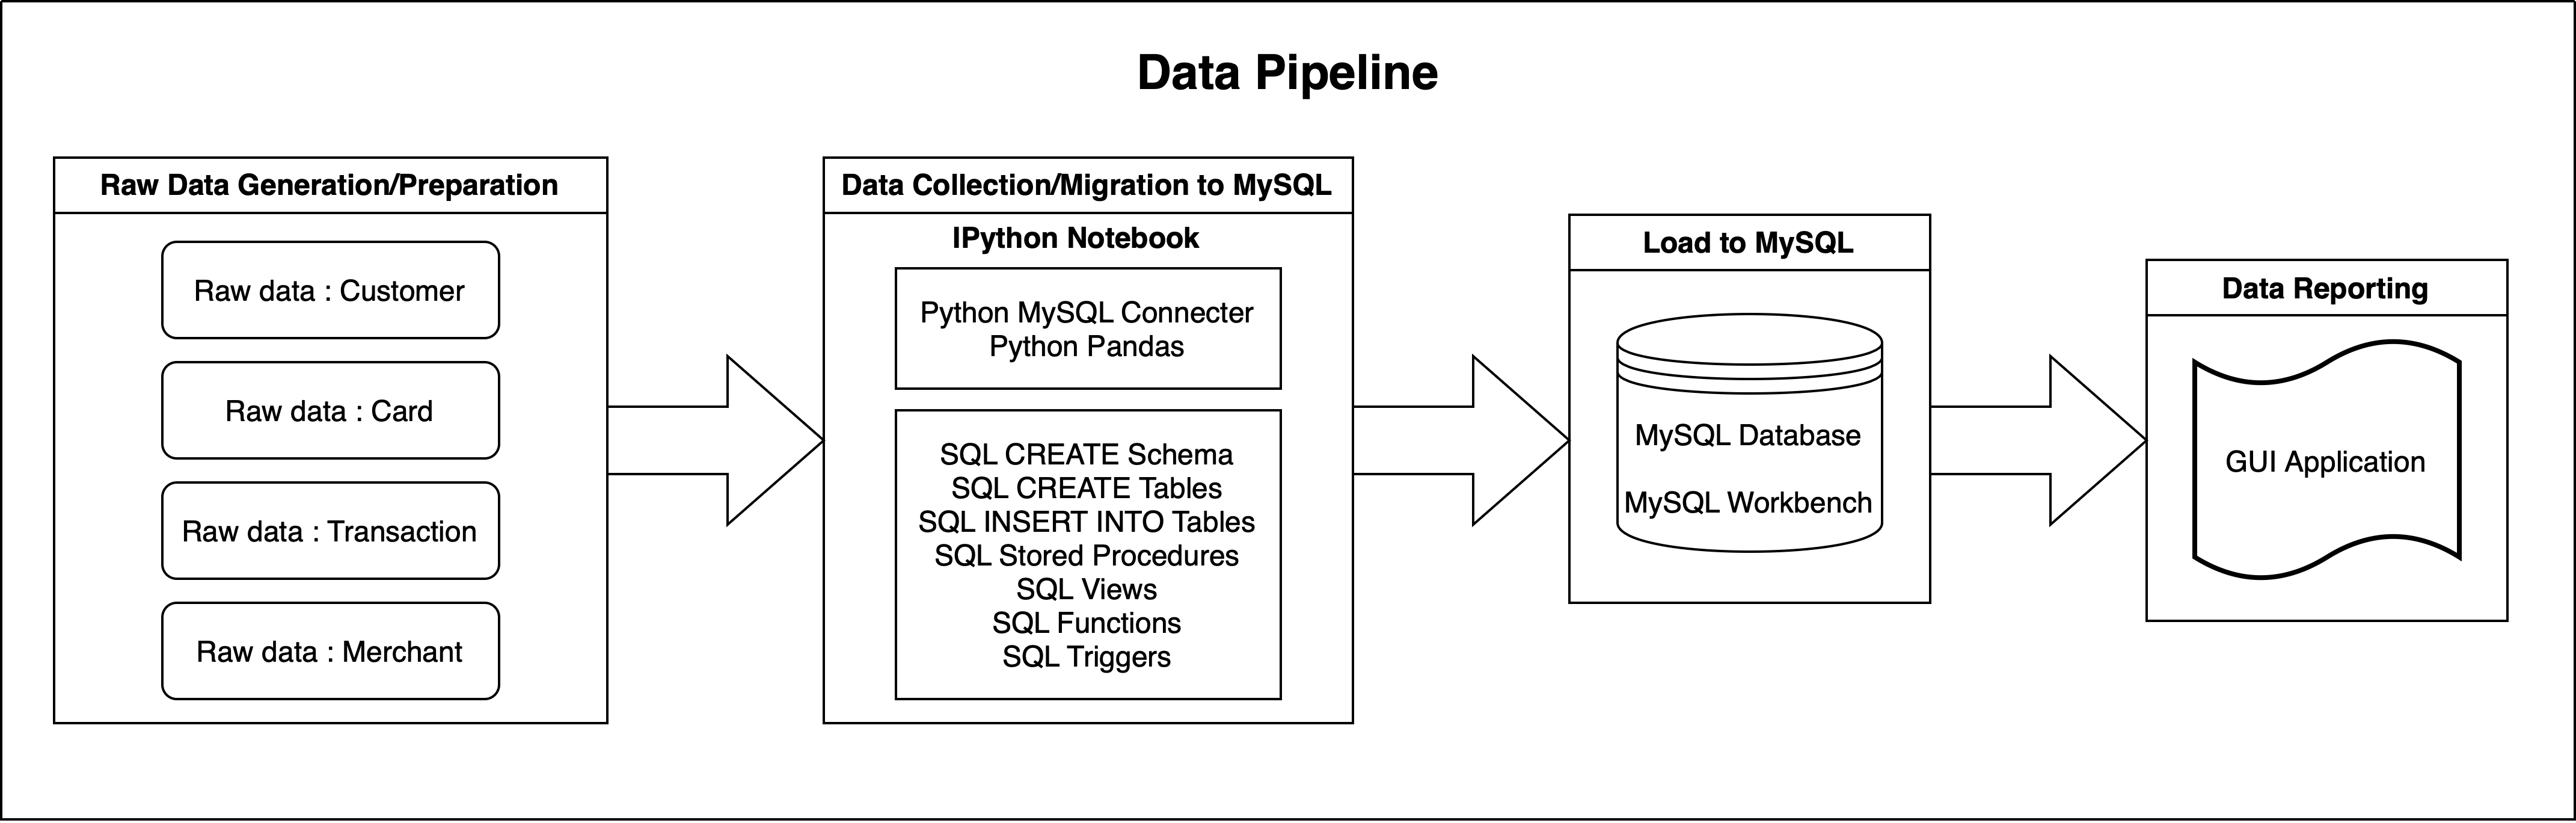 Data Pipeline
Raw Data Generation/Preparation
Raw data : Customer
Raw data : Card
Raw data : Transaction
Raw data : Merchant
Data Collection/Migration to MySQL
IPython Notebook
Python MySQL Connecter
Python Pandas
SQL CREATE Schema
SQL CREATE Tables
SQL INSERT INTO Tables
SQL Stored Procedures
SQL Views
SQL Functions
SQL Triggers
Load to MySQL
MySQL Database
MySQL Workbench
Data Reporting
GUI Application